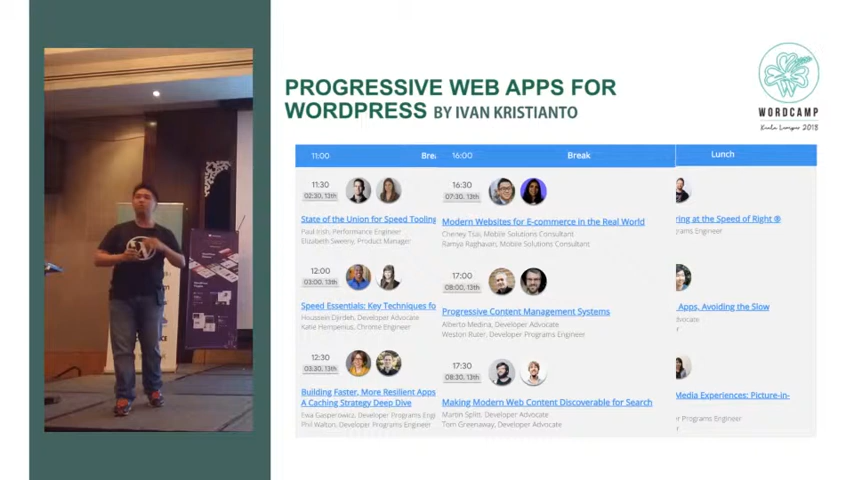 PROGRESSIVE WEB APPS FOR
WORDPRESS BY IVAN KRISTIANTO
WORDCAMP
Kuala Lumpur 2018
11:00
16:00
Break
Lunch
11:30
02:30, 13th
State of the Union for Speed Tooling
Paul Irish, Performance Engineer
Elizabeth Sweeny, Product Manager
12:00
03:00, 13th
Speed Essentials: Key Techniques fo
Houssein Djirdeh, Developer Advocate
Katie Hempenius, Chrome Engineer
12:30
03:30, 13th
Building Faster, More Resilient Apps
A Caching Strategy Deep Dive
Ewa Gasperowicz, Developer Programs Eng
Phil Walton, Developer Programs Engineer
16:30
07:30, 13th
Modern Websites for E-commerce in the Real World
Cheney Tsai, Mobile Solutions Consultant
Ramya Raghavan, Mobile Solutions Consultant
17:00
08:00, 13th
Progressive Content Management Systems
Alberto Medina, Developer Advocate
Weston Ruter, Developer Programs Engineer
17:30
08:30, 13th
Making Modern Web Content Discoverable for Search
Martin Splitt, Developer Advocate
Tom Greenaway, Developer Advocate
ring at the Speed of Right ®
rams Engineer
Apps, Avoiding the Slow
vocate
r
Media Experiences: Picture-in-
r Programs Engineer
r